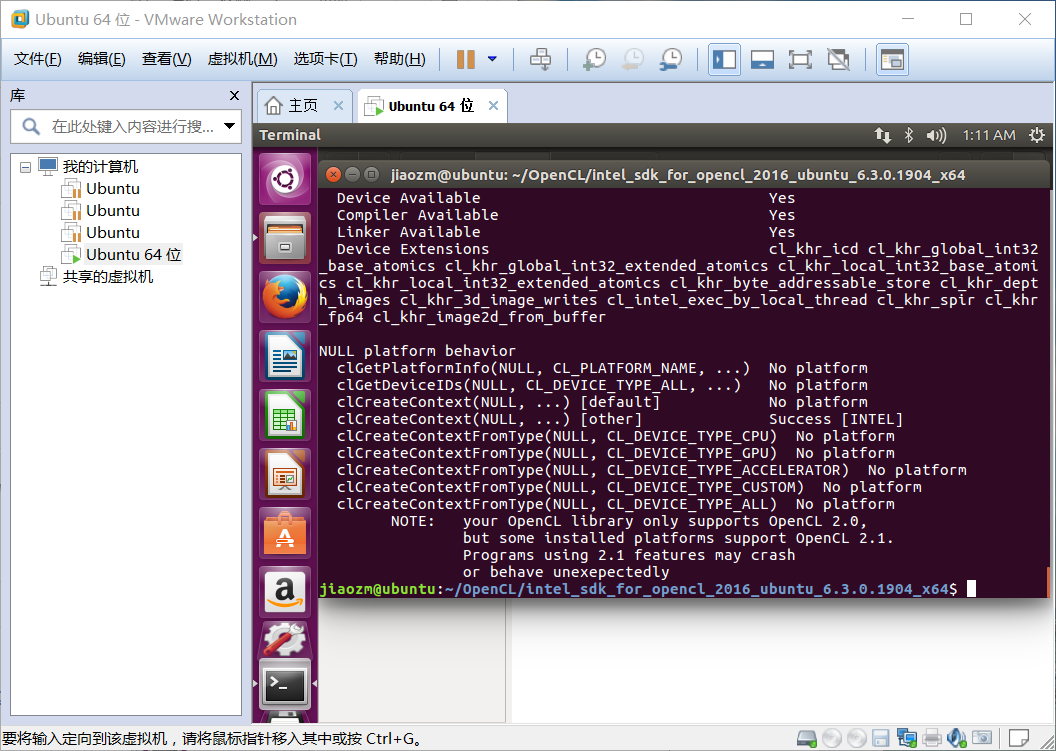 Ubuntu 64 位 - VMware Workstation
文件(F) 编辑(E) 查看(V) 虚拟机(M) 选项卡(T) 帮助(H)
库
在此处键入内容进行搜...
我的计算机
Ubuntu
Ubuntu
Ubuntu
Ubuntu 64 位
共享的虚拟机
主页
Ubuntu 64 位
Terminal 1:11 AM
jiaozm@ubuntu: ~/OpenCL/intel_sdk_for_opencl_2016_ubuntu_6.3.0.1904_x64
Device Available Yes
Compiler Available Yes
Linker Available Yes
Device Extensions cl_khr_icd cl_khr_global_int32
_base_atomics cl_khr_global_int32_extended_atomics cl_khr_local_int32_base_atomi
cs cl_khr_local_int32_extended_atomics cl_khr_byte_addressable_store cl_khr_dept
h_images cl_khr_3d_image_writes cl_intel_exec_by_local_thread cl_khr_spir cl_khr
_fp64 cl_khr_image2d_from_buffer
NULL platform behavior
clGetPlatformInfo(NULL, CL_PLATFORM_NAME, ...) No platform
clGetDeviceIDs(NULL, CL_DEVICE_TYPE_ALL, ...) No platform
clCreateContext(NULL, ...) [default] No platform
clCreateContext(NULL, ...) [other] Success [INTEL]
clCreateContextFromType(NULL, CL_DEVICE_TYPE_CPU) No platform
clCreateContextFromType(NULL, CL_DEVICE_TYPE_GPU) No platform
clCreateContextFromType(NULL, CL_DEVICE_TYPE_ACCELERATOR) No platform
clCreateContextFromType(NULL, CL_DEVICE_TYPE_CUSTOM) No platform
clCreateContextFromType(NULL, CL_DEVICE_TYPE_ALL) No platform
NOTE: your OpenCL library only supports OpenCL 2.0,
but some installed platforms support OpenCL 2.1.
Programs using 2.1 features may crash
or behave unexepectedly
jiaozm@ubuntu:~/OpenCL/intel_sdk_for_opencl_2016_ubuntu_6.3.0.1904_x64$
要将输入定向到该虚拟机，请将鼠标指针移入其中或按 Ctrl+G。